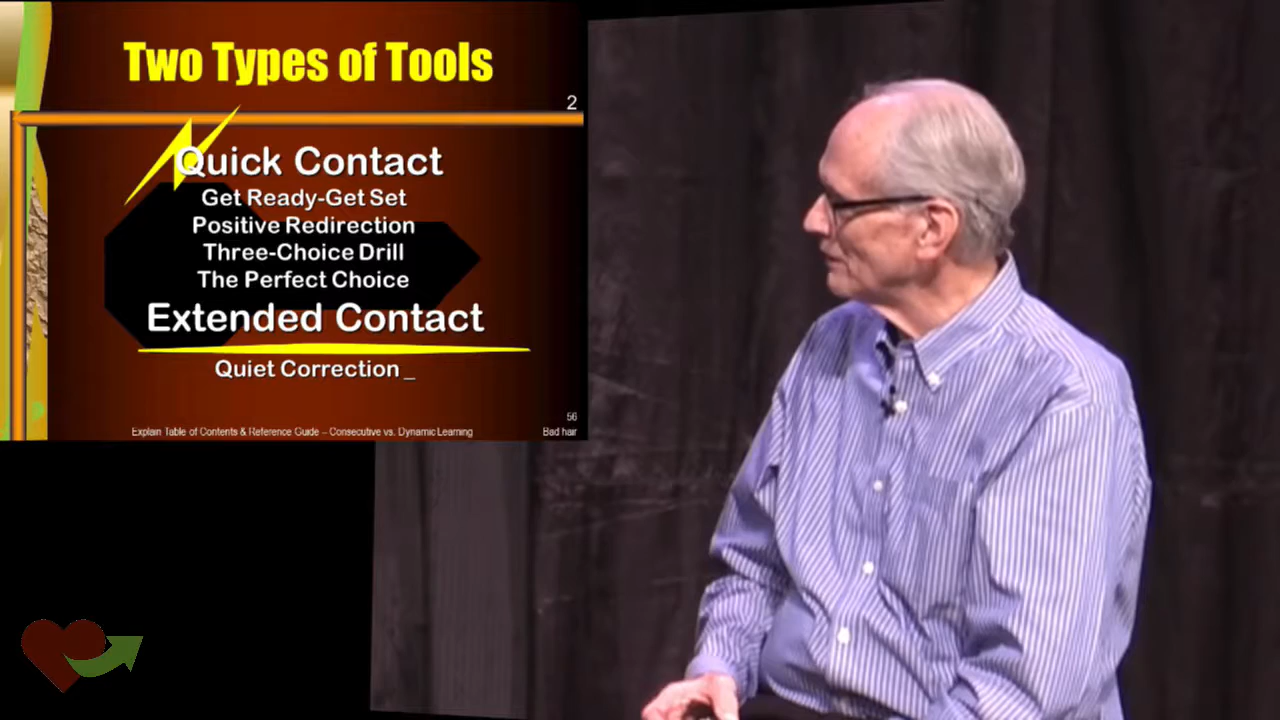 Two Types of Tools
2
Quick Contact
Get Ready-Get Set
Positive Redirection
Three-Choice Drill
The Perfect Choice
Extended Contact
Quiet Correction _
56
Explain Table of Contents & Reference Guide – Consecutive vs. Dynamic Learning
Bad hair